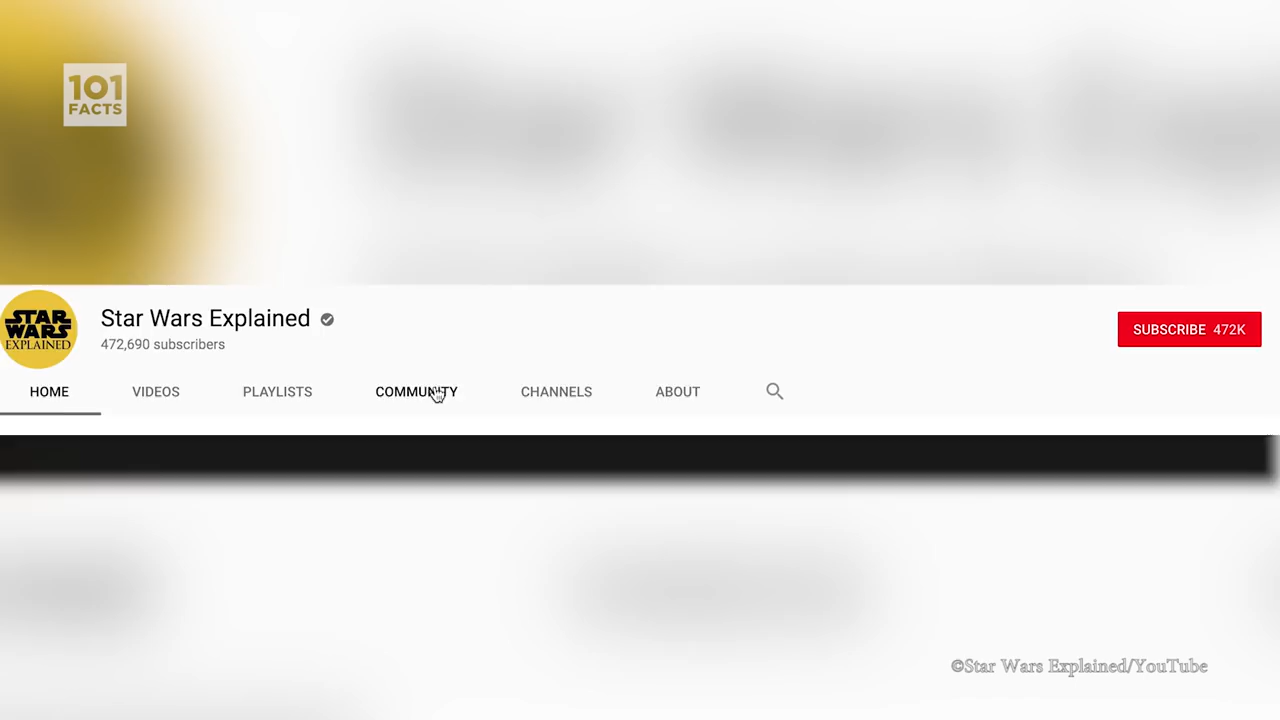 101
FACTS
STAR
WARS
EXPLAINED
Star Wars Explained
472,690 subscribers
SUBSCRIBE 472K
HOME VIDEOS PLAYLISTS COMMUNITY CHANNELS ABOUT
©Star Wars Explained/YouTube